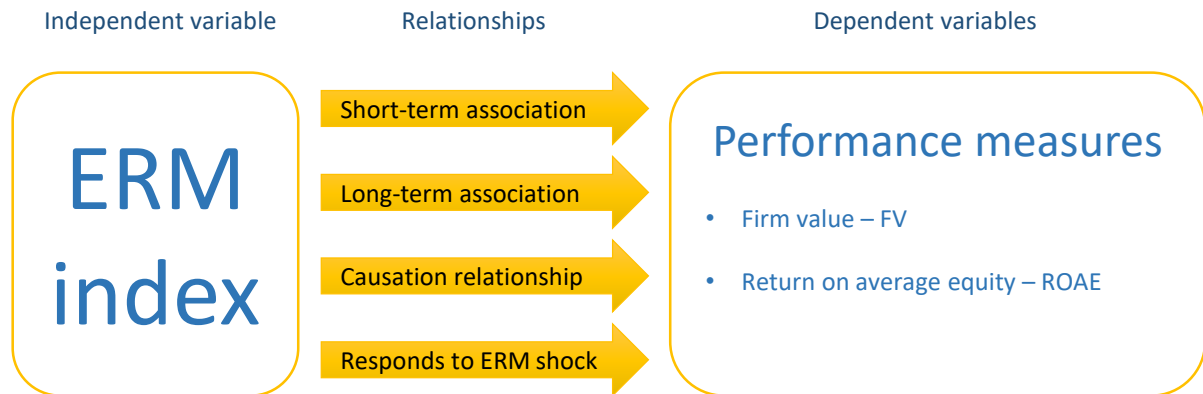 Independent variable
Relationships
Dependent variables
ERM
index
Short-term association
Long-term association
Causation relationship
Responds to ERM shock
Performance measures
• Firm value – FV
• Return on average equity – ROAE